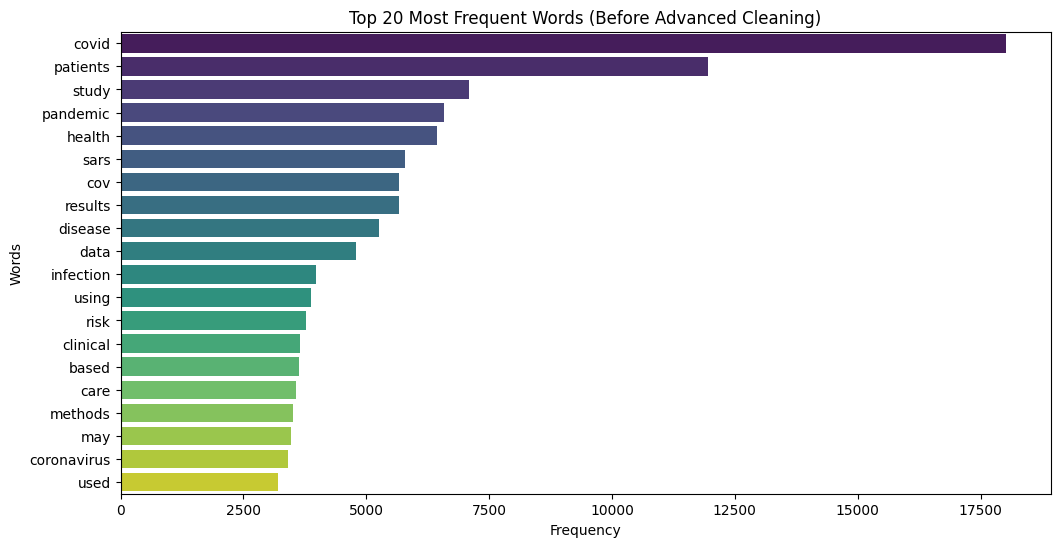 Top 20 Most Frequent Words (Before Advanced Cleaning)
covid
patients
study
pandemic
health
sars
cov
results
disease
data
infection
using
risk
clinical
based
care
methods
may
coronavirus
used
Words
0 2500 5000 7500 10000 12500 15000 17500
Frequency